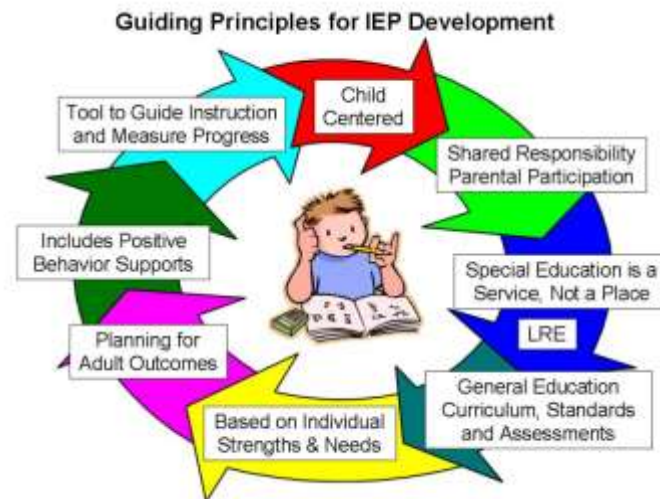 Guiding Principles for IEP Development
Child
Centered
Shared Responsibility
Parental Participation
Special Education is a
Service, Not a Place
LRE
General Education
Curriculum, Standards
and Assessments
Based on Individual
Strengths & Needs
Planning for
Adult Outcomes
Includes Positive
Behavior Supports
Tool to Guide Instruction
and Measure Progress